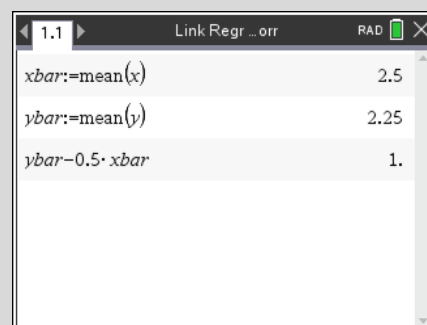 1.1 Link Regr ...orr RAD
xbar:=mean(x) 2.5
ybar:=mean(y) 2.25
ybar−0.5· xbar 1.